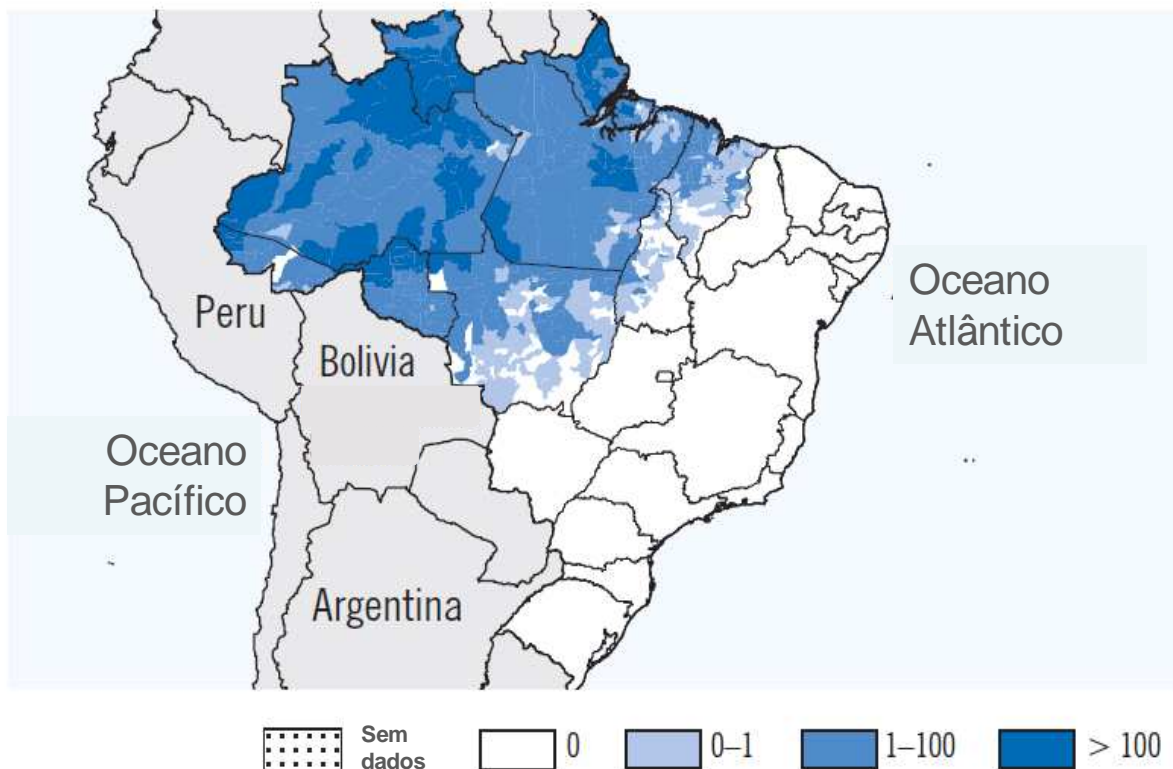 Peru
Bolivia
Oceano
Atlântico
Oceano
Pacífico
Argentina
Sem
dados
0
0–1
1–100
> 100